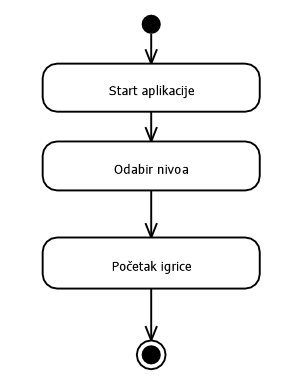 Start aplikacije
Odabir nivoa
Početak igrice